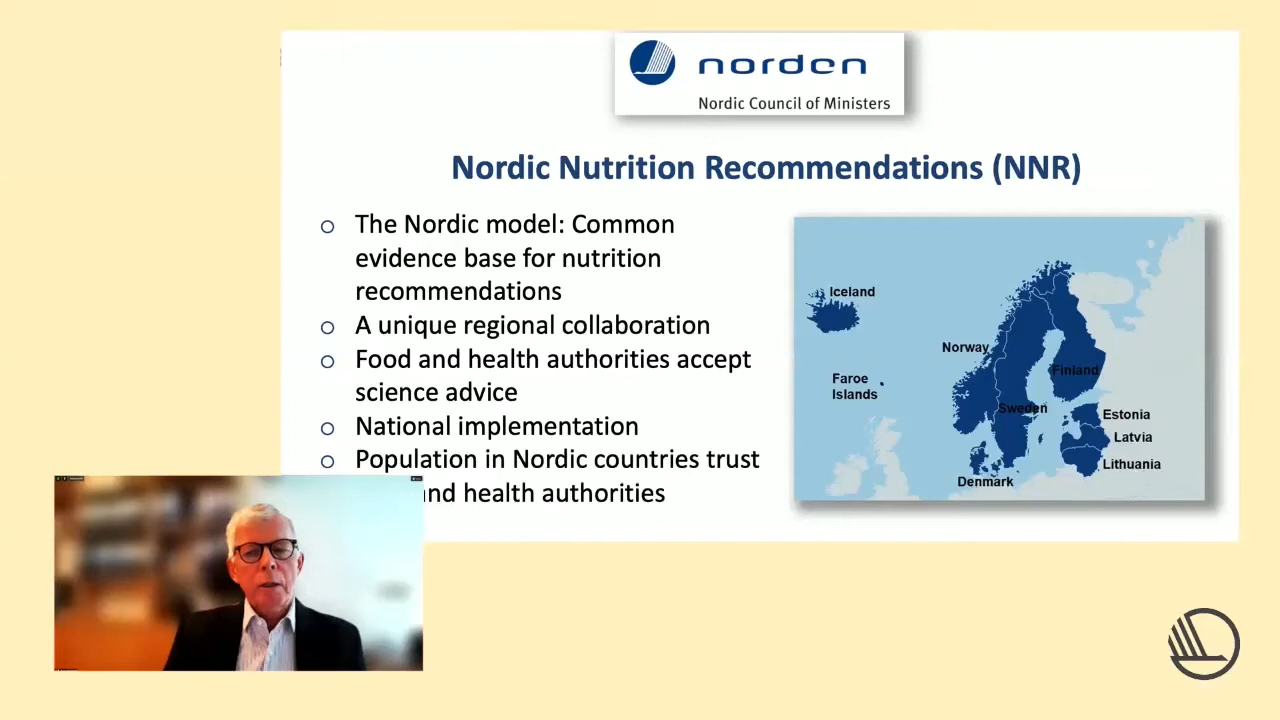 norden
Nordic Council of Ministers
Nordic Nutrition Recommendations (NNR)
o The Nordic model: Common
evidence base for nutrition
recommendations
o A unique regional collaboration
o Food and health authorities accept
science advice
o National implementation
o Population in Nordic countries trust
and health authorities
Iceland
Norway
Faroe
Islands
Finland
Sweden
Estonia
Latvia
Lithuania
Denmark